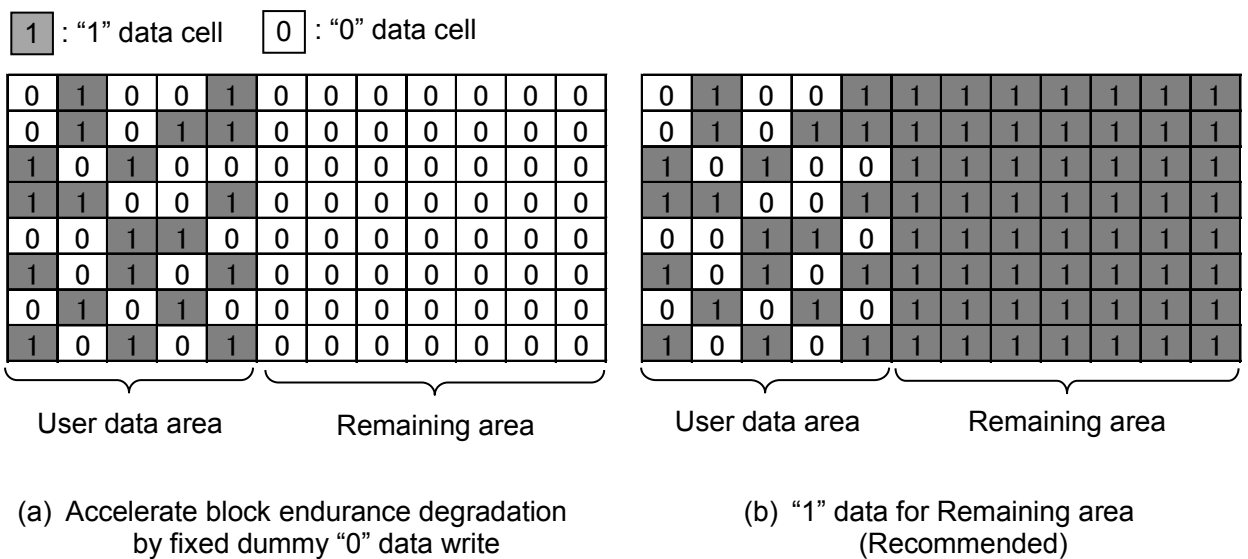 1 : “1” data cell 0 : “0” data cell
0 1 0 0 1 0 0 0 0 0 0 0 0 1 0 0 1 1 1 1 1 1 1 1
0 1 0 1 1 0 0 0 0 0 0 0 0 1 0 1 1 1 1 1 1 1 1 1
1 0 1 0 0 0 0 0 0 0 0 0 1 0 1 0 0 1 1 1 1 1 1 1
1 1 0 0 1 0 0 0 0 0 0 0 1 1 0 0 1 1 1 1 1 1 1 1
0 0 1 1 0 0 0 0 0 0 0 0 0 0 1 1 0 1 1 1 1 1 1 1
1 0 1 0 1 0 0 0 0 0 0 0 1 0 1 0 1 1 1 1 1 1 1 1
0 1 0 1 0 0 0 0 0 0 0 0 0 1 0 1 0 1 1 1 1 1 1 1
1 0 1 0 1 0 0 0 0 0 0 0 1 0 1 0 1 1 1 1 1 1 1 1
User data area Remaining area User data area Remaining area
(a) Accelerate block endurance degradation
by fixed dummy “0” data write
(b) “1” data for Remaining area
(Recommended)